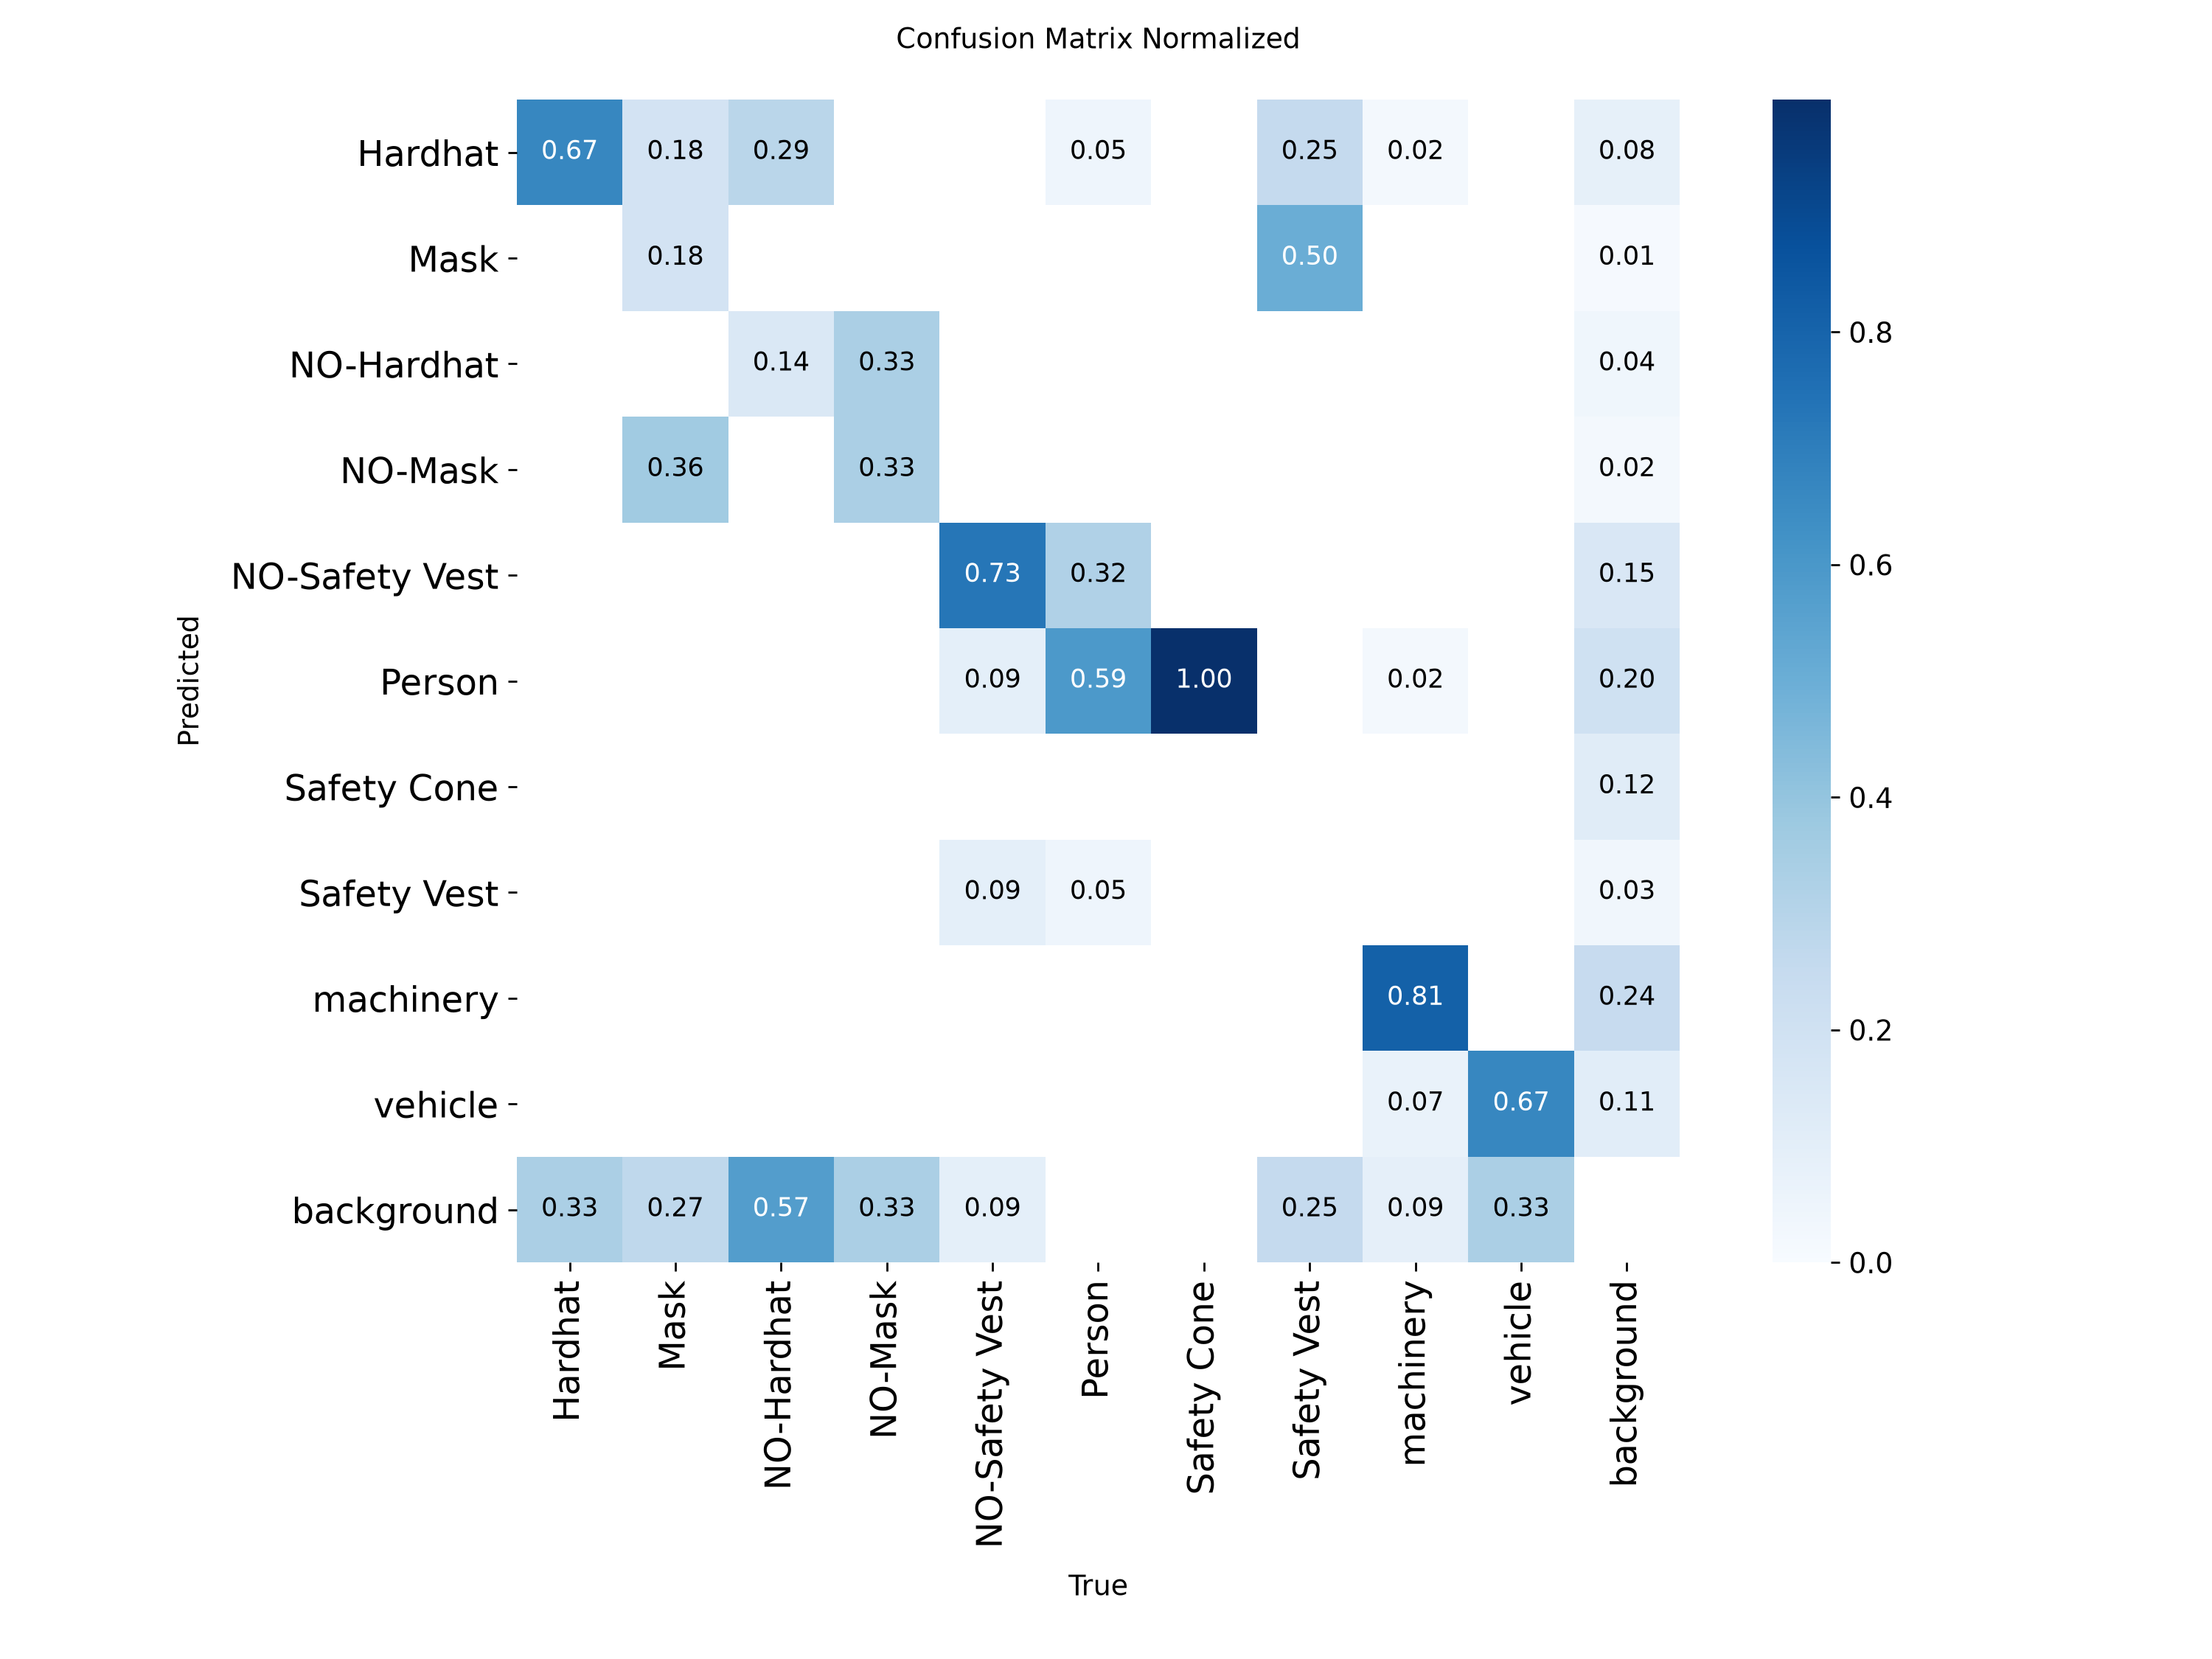 Confusion Matrix Normalized
Hardhat 0.67 0.18 0.29 0.05 0.25 0.02 0.08
Mask 0.18 0.50 0.01
NO-Hardhat 0.14 0.33 0.04
NO-Mask 0.36 0.33 0.02
NO-Safety Vest 0.73 0.32 0.15
Person 0.09 0.59 1.00 0.02 0.20
Safety Cone 0.12
Safety Vest 0.09 0.05 0.03
machinery 0.81 0.24
vehicle 0.07 0.67 0.11
background 0.33 0.27 0.57 0.33 0.09 0.25 0.09 0.33
Predicted
Hardhat
Mask
NO-Hardhat
NO-Mask
NO-Safety Vest
Person
Safety Cone
Safety Vest
machinery
vehicle
background
True
0.8
0.6
0.4
0.2
0.0